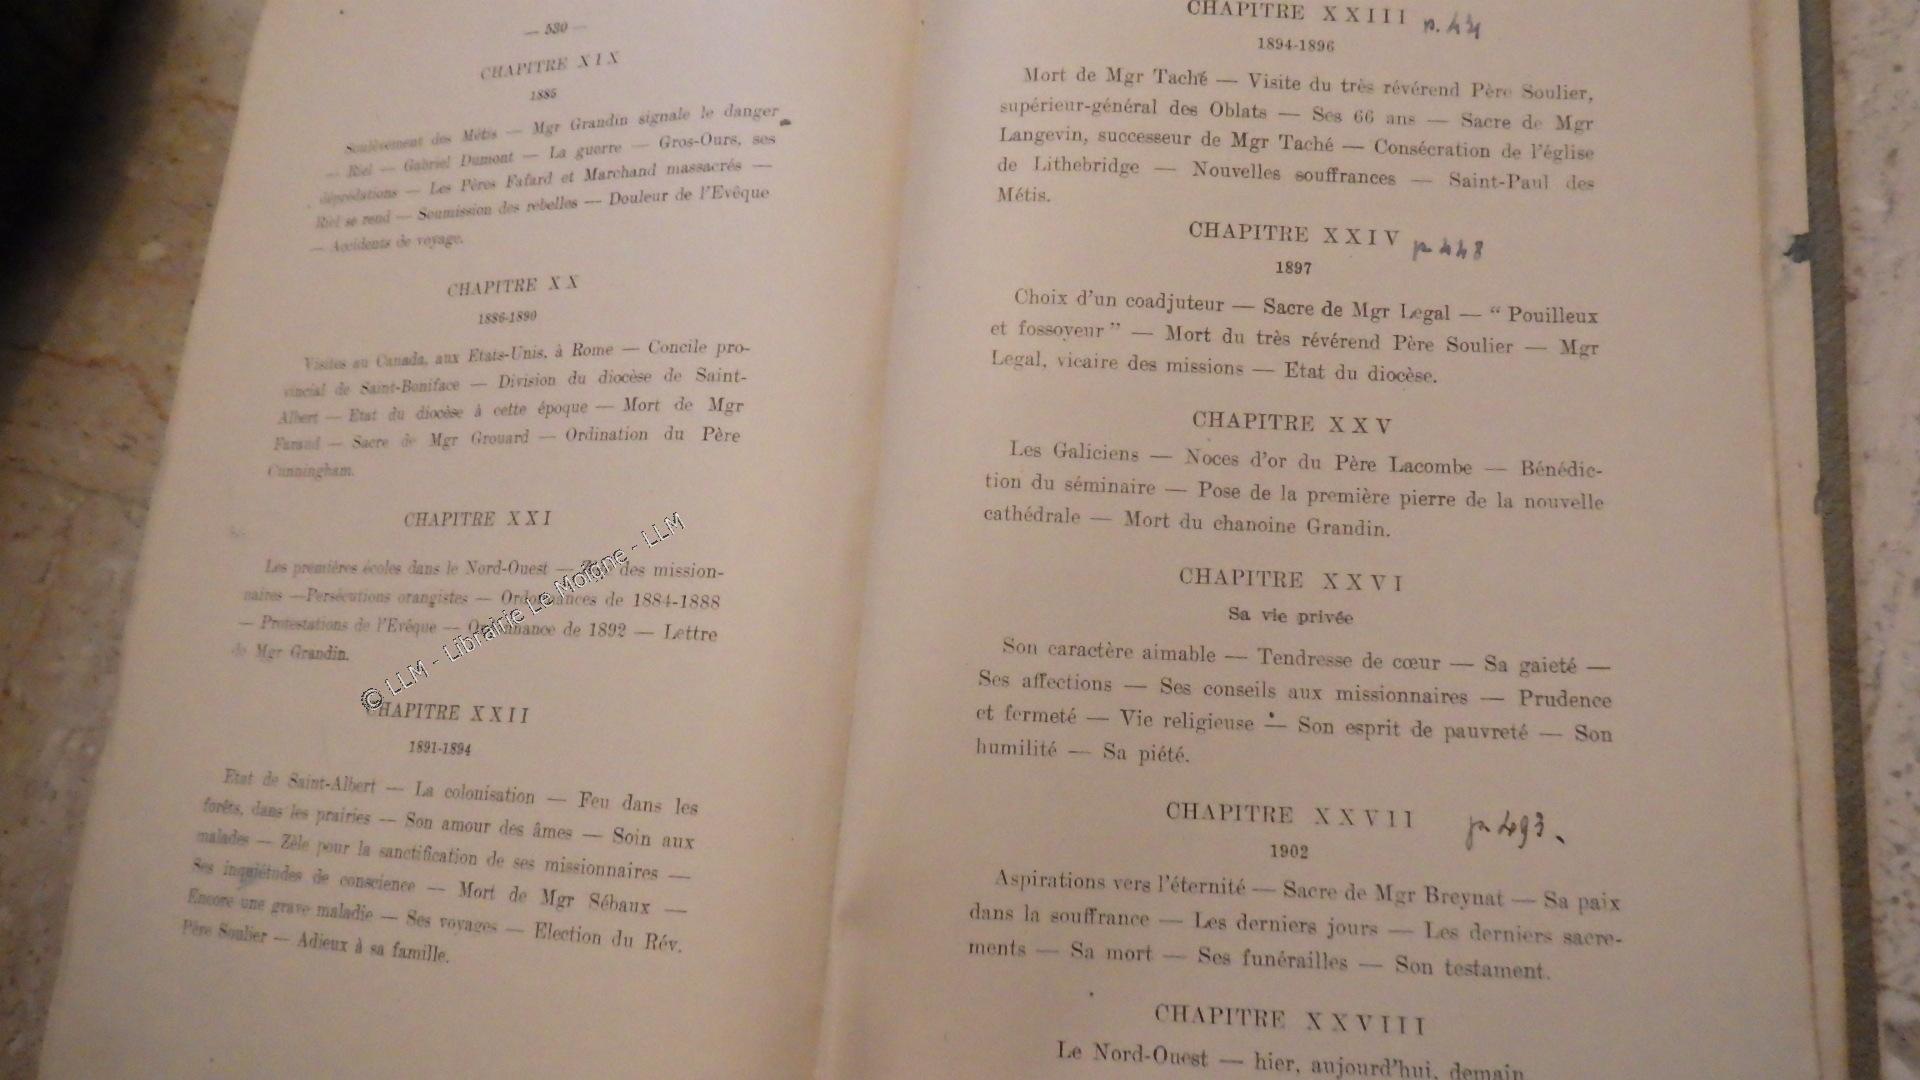 — 530 —
CHAPITRE XIX
1885
Soulèvement des Métis — Mgr Grandin signale le danger
— Riel — Gabriel Dumont — La guerre — Gros-Ours, ses
déprédations — Les Pères Fafard et Marchand massacrés —
Riel se rend — Soumission des rebelles — Douleur de l'Evêque
— Accidents de voyage.
CHAPITRE XX
1886-1890
Visites au Canada, aux Etats-Unis, à Rome — Concile pro-
vincial de Saint-Boniface — Division du diocèse de Saint-
Albert — Etat du diocèse à cette époque — Mort de Mgr
Farand — Sacre de Mgr Grouard — Ordination du Père
Cunningham.
CHAPITRE XXI
Les premières écoles dans le Nord-Ouest — des mission-
naires —Persécutions orangistes — Ordonnances de 1884-1888
— Protestations de l'Evêque — Ordonnance de 1892 — Lettre
de Mgr Grandin.
© LLM - Librairie Le Moigne - LLM
CHAPITRE XXII
1891-1894
Etat de Saint-Albert — La colonisation — Feu dans les
forêts, dans les prairies — Son amour des âmes — Soin aux
malades — Zèle pour la sanctification de ses missionnaires —
Ses inquiétudes de conscience — Mort de Mgr Sébaux —
Encore une grave maladie — Ses voyages — Election du Rév.
Père Soulier — Adieux à sa famille.
CHAPITRE XXIII p.
1894-1896
Mort de Mgr Taché — Visite du très révérend Père Soulier,
supérieur-général des Oblats — Ses 66 ans — Sacre de Mgr
Langevin, successeur de Mgr Taché — Consécration de l'église
de Lithebridge — Nouvelles souffrances — Saint-Paul des
Métis.
CHAPITRE XXIV p 448
1897
Choix d'un coadjuteur — Sacre de Mgr Legal — “ Pouilleux
et fossoyeur ” — Mort du très révérend Père Soulier — Mgr
Legal, vicaire des missions — Etat du diocèse.
CHAPITRE XXV
Les Galiciens — Noces d'or du Père Lacombe — Bénédic-
tion du séminaire — Pose de la première pierre de la nouvelle
cathédrale — Mort du chanoine Grandin.
CHAPITRE XXVI
Sa vie privée
Son caractère aimable — Tendresse de cœur — Sa gaieté —
Ses affections — Ses conseils aux missionnaires — Prudence
et fermeté — Vie religieuse — Son esprit de pauvreté — Son
humilité — Sa piété.
CHAPITRE XXVII p 493.
1902
Aspirations vers l'éternité — Sacre de Mgr Breynat — Sa paix
dans la souffrance — Les derniers jours — Les derniers sacre-
ments — Sa mort — Ses funérailles — Son testament.
CHAPITRE XXVIII
Le Nord-Ouest — hier, aujourd'hui, demain